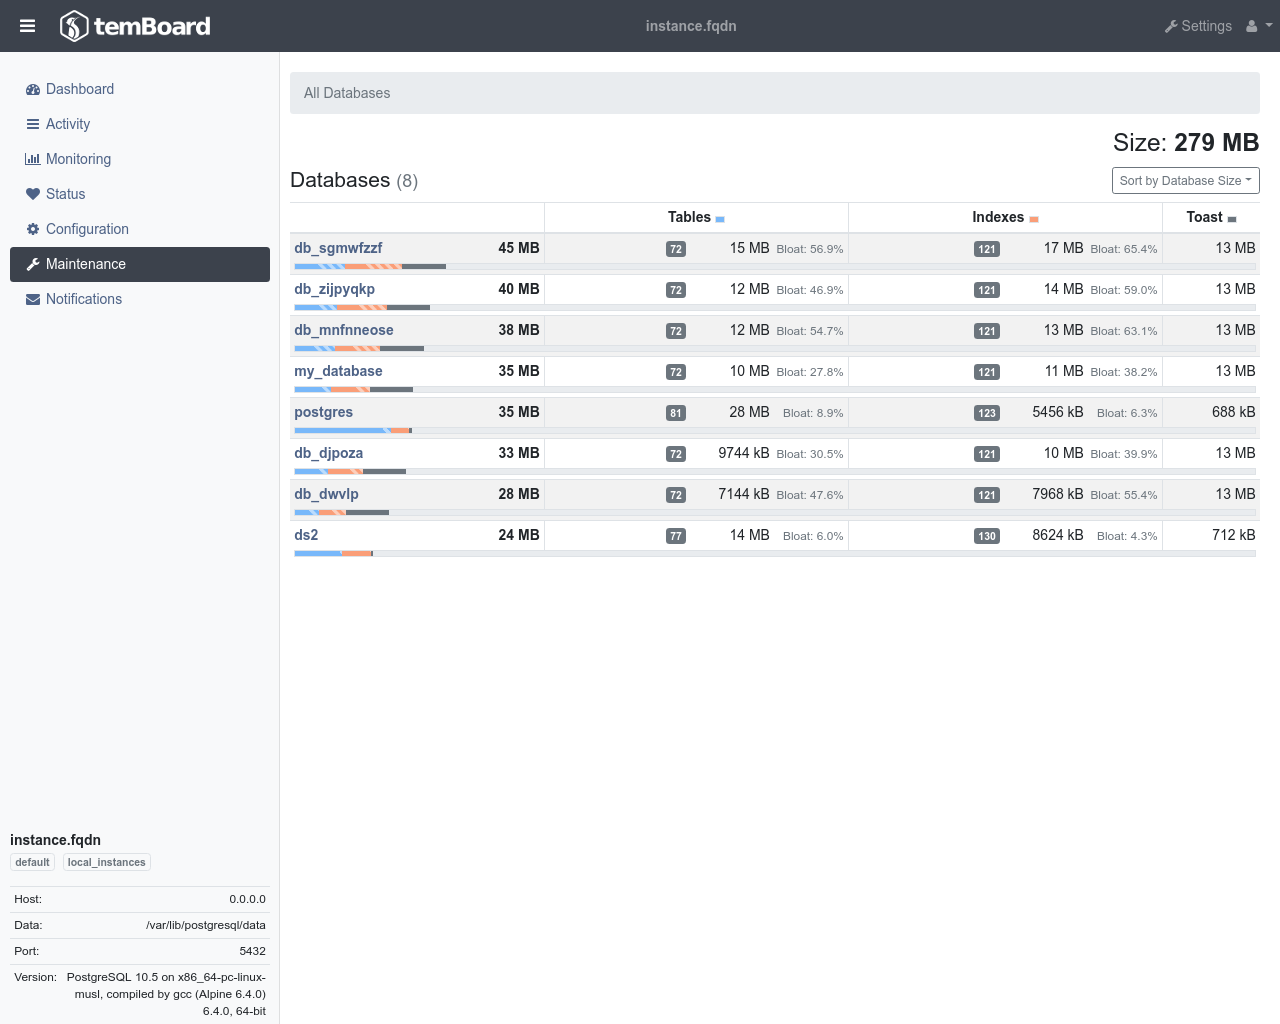 temBoard
instance.fqdn
Settings
Dashboard
Activity
Monitoring
Status
Configuration
Maintenance
Notifications
All Databases
Size: 279 MB
Databases (8)
Sort by Database Size
Tables Indexes Toast
db_sgmwfzzf 45 MB 72 15 MB Bloat: 56.9% 121 17 MB Bloat: 65.4% 13 MB
db_zijpyqkp 40 MB 72 12 MB Bloat: 46.9% 121 14 MB Bloat: 59.0% 13 MB
db_mnfnneose 38 MB 72 12 MB Bloat: 54.7% 121 13 MB Bloat: 63.1% 13 MB
my_database 35 MB 72 10 MB Bloat: 27.8% 121 11 MB Bloat: 38.2% 13 MB
postgres 35 MB 81 28 MB Bloat: 8.9% 123 5456 kB Bloat: 6.3% 688 kB
db_djpoza 33 MB 72 9744 kB Bloat: 30.5% 121 10 MB Bloat: 39.9% 13 MB
db_dwvlp 28 MB 72 7144 kB Bloat: 47.6% 121 7968 kB Bloat: 55.4% 13 MB
ds2 24 MB 77 14 MB Bloat: 6.0% 130 8624 kB Bloat: 4.3% 712 kB
instance.fqdn
default local_instances
Host: 0.0.0.0
Data: /var/lib/postgresql/data
Port: 5432
Version: PostgreSQL 10.5 on x86_64-pc-linux-
musl, compiled by gcc (Alpine 6.4.0)
6.4.0, 64-bit